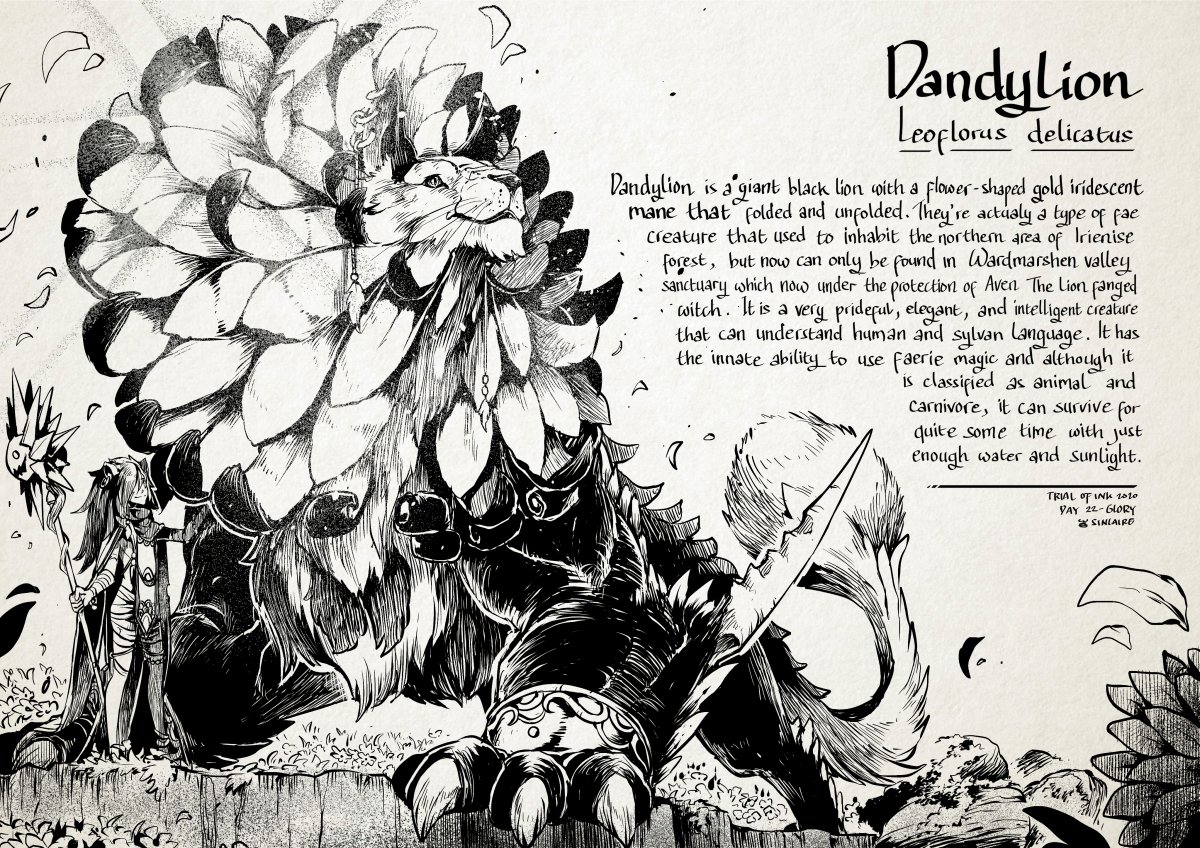 Dandylion
Leoflorus delicatus
Dandylion is a giant black lion with a flower-shaped gold iridescent
mane that folded and unfolded. They're actualy a type of fae
creature that used to inhabit the northern area of Irienise
forest, but now can only be found in Wardmarshen valley
sanctuary which now under the protection of Aven The Lion fanged
witch. It is a very prideful, elegant, and intelligent creature
that can understand human and sylvan language. It has
the innate ability to use faerie magic and although it
is classified as animal and
carnivore, it can survive for
quite some time with just
enough water and sunlight.
TRIAL OF INK 2020
DAY 22-GLORY
SINLAIRE